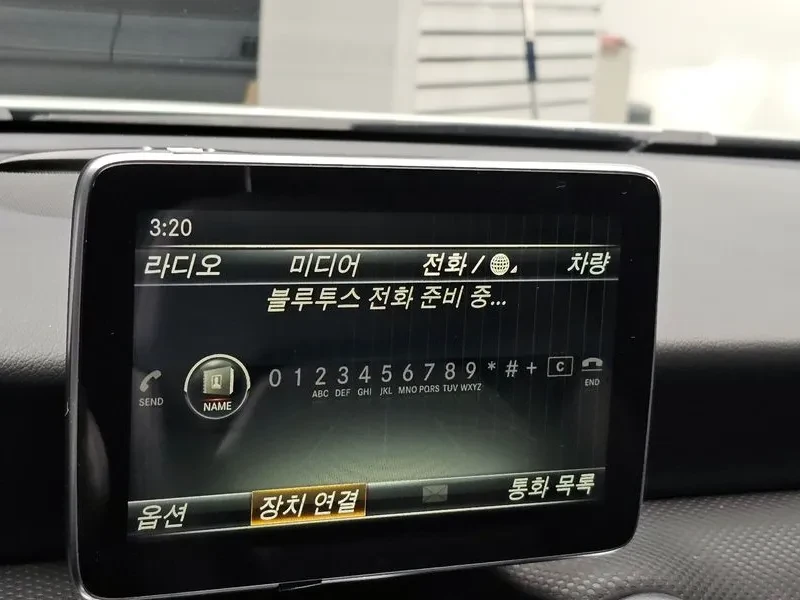 3:20
라디오 미디어 전화 / 차량
블루투스 전화 준비 중...
SEND NAME 0 1 2 3 4 5 6 7 8 9 * # + C END
ABC DEF GHI JKL MNO PQRS TUV WXYZ
옵션 장치 연결 통화 목록